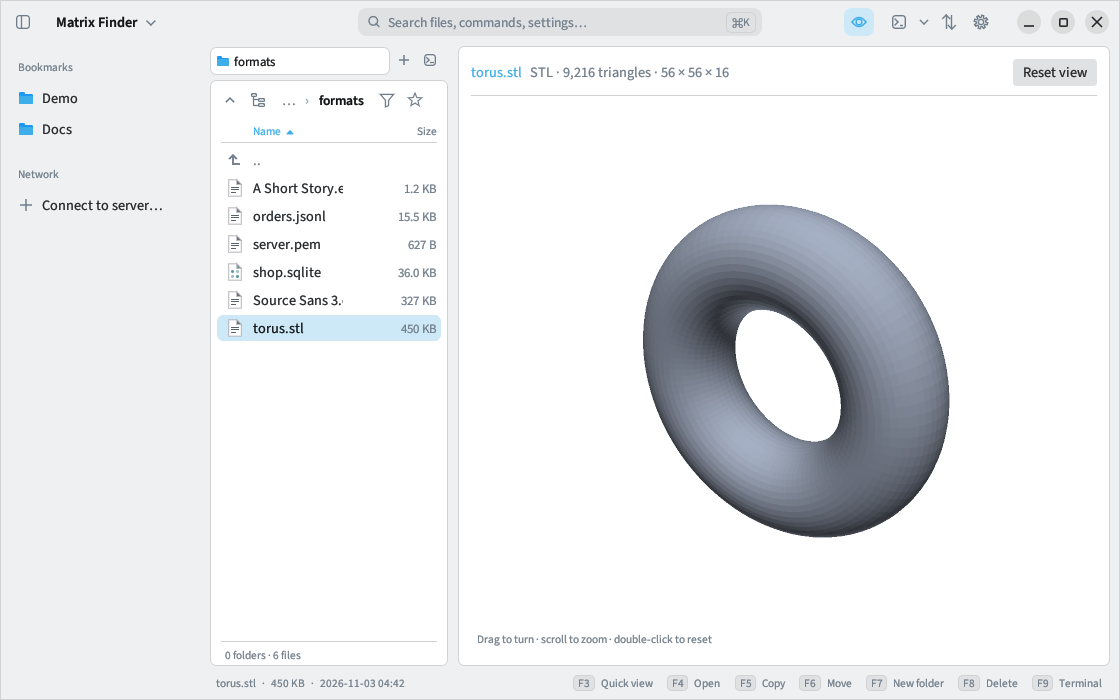 Matrix Finder
Search files, commands, settings… ⌘K
Bookmarks
Demo
Docs
Network
Connect to server…
formats
… › formats
Name Size
..
A Short Story.e 1.2 KB
orders.jsonl 15.5 KB
server.pem 627 B
shop.sqlite 36.0 KB
Source Sans 3. 327 KB
torus.stl 450 KB
0 folders · 6 files
torus.stl STL · 9,216 triangles · 56 × 56 × 16
Reset view
Drag to turn · scroll to zoom · double-click to reset
torus.stl · 450 KB · 2026-11-03 04:42
F3 Quick view F4 Open F5 Copy F6 Move F7 New folder F8 Delete F9 Terminal